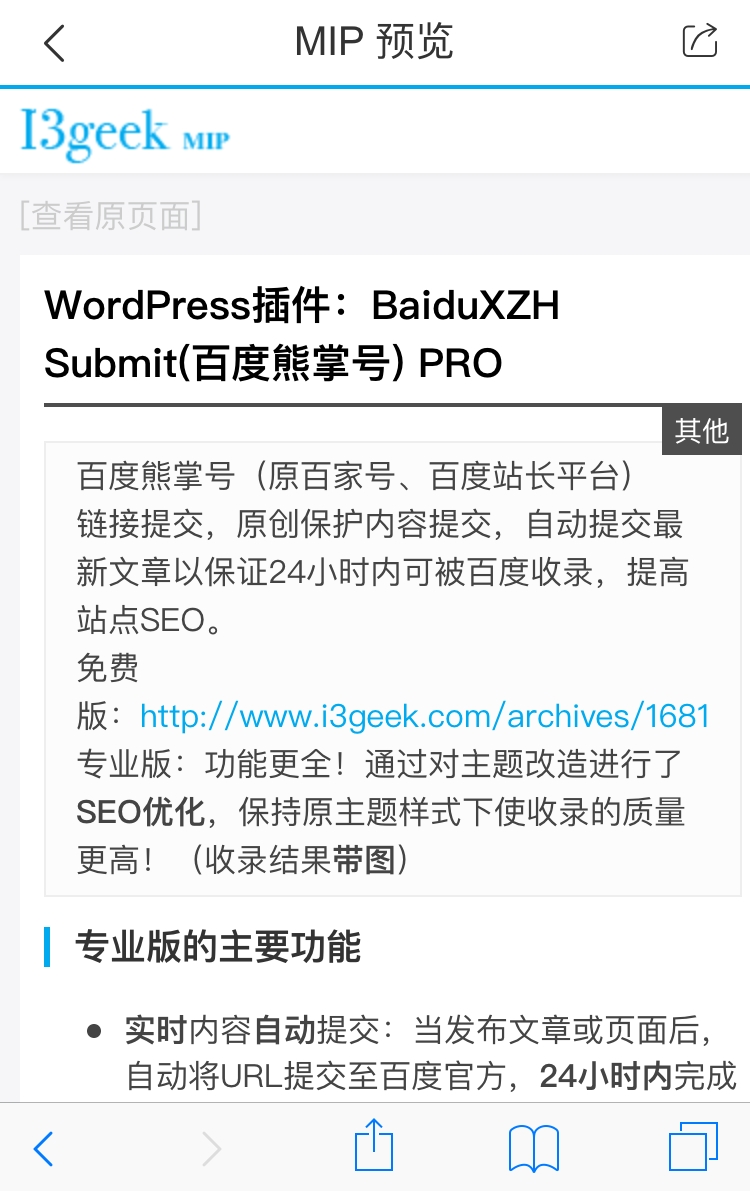 MIP 预览
I3geek MIP
[查看原页面]
WordPress插件：BaiduXZH
Submit(百度熊掌号) PRO
其他
百度熊掌号（原百家号、百度站长平台）
链接提交，原创保护内容提交，自动提交最
新文章以保证24小时内可被百度收录，提高
站点SEO。
免费
版：http://www.i3geek.com/archives/1681
专业版：功能更全！通过对主题改造进行了
SEO优化，保持原主题样式下使收录的质量
更高！（收录结果带图）
专业版的主要功能
实时内容自动提交：当发布文章或页面后，
自动将URL提交至百度官方，24小时内完成